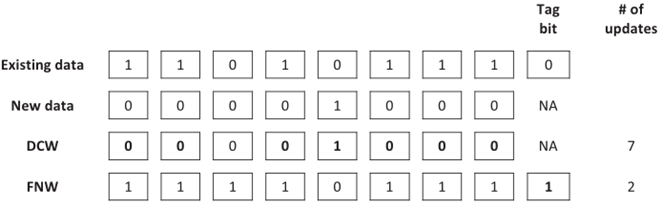 Tag bit # of updates
Existing data 1 1 0 1 0 1 1 1 0
New data 0 0 0 0 1 0 0 0 NA
DCW 0 0 0 0 1 0 0 0 NA 7
FNW 1 1 1 1 0 1 1 1 1 2